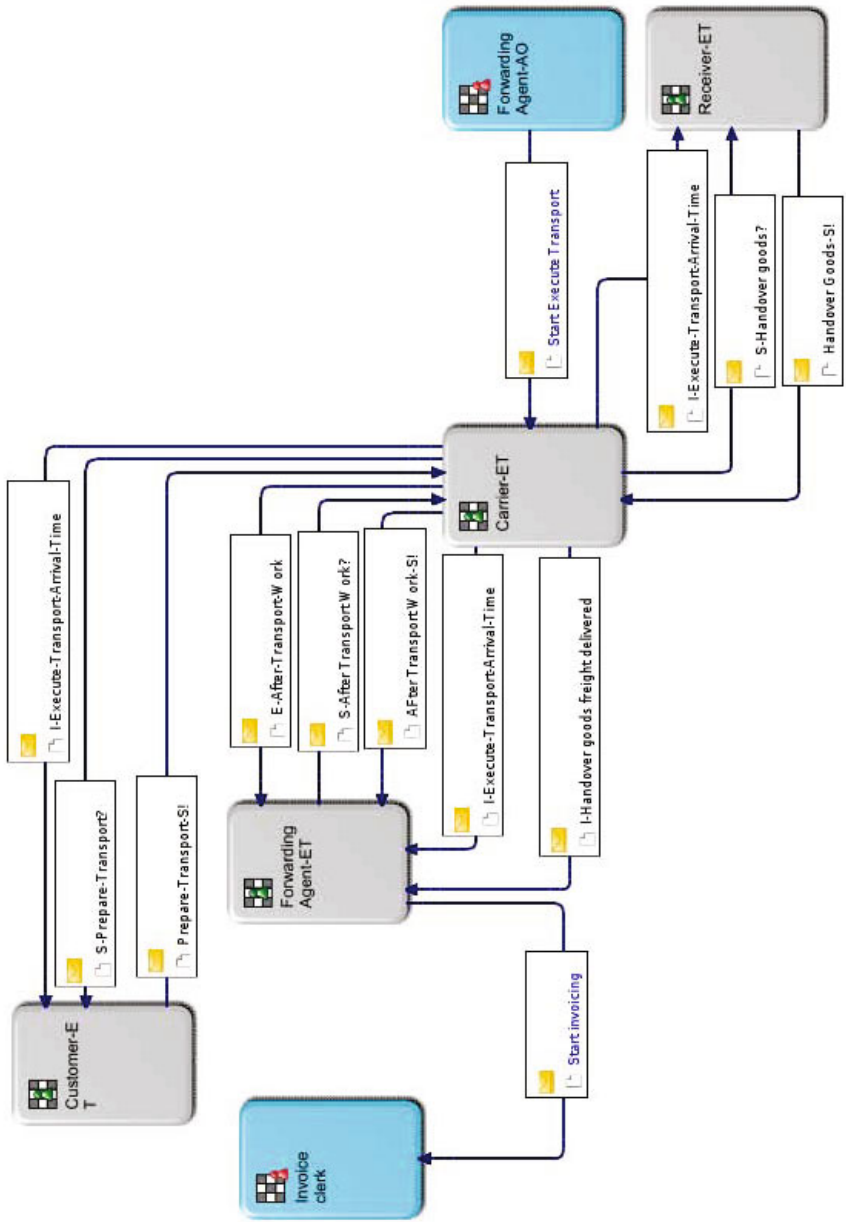 Forwarding
Agent-AO
Receiver-ET
Start Execute Transport
I-Execute-Transport-Arrival-Time
S-Handover goods?
Handover Goods-S!
Carrier-ET
I-Execute-Transport-Arrival-Time
S-Prepare-Transport?
Prepare-Transport-S!
E-After-Transport-W ork
S-After Transport W ork?
AFter Transport W ork-S!
I-Execute-Transport-Arrival-Time
I-Handover goods freight delivered
Forwarding
Agent-ET
Customer-E
T
Start invoicing
Invoice
clerk